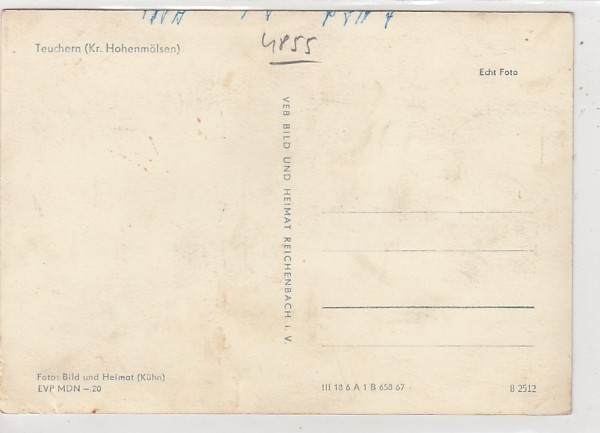 Teuchern (Kr. Hohenmölsen)
4855
Echt Foto
VEB BILD UND HEIMAT REICHENBACH i. V.
Foto: Bild und Heimat (Kühn)
EVP MDN –.20
III 18 6 A 1 B 658 67
B 2512